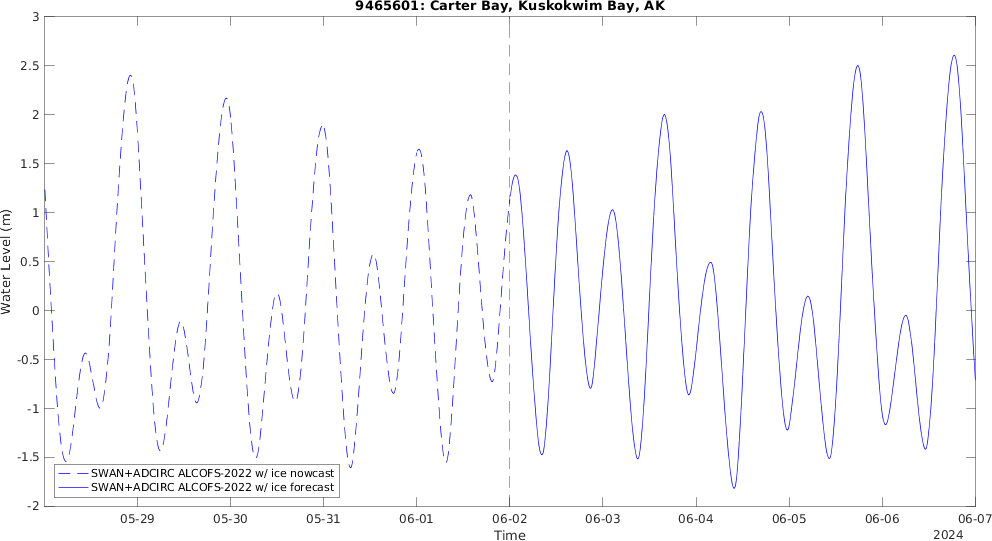 9465601: Carter Bay, Kuskokwim Bay, AK
3
2.5
2
1.5
1
0.5
0
-0.5
-1
-1.5
-2
Water Level (m)
SWAN+ADCIRC ALCOFS-2022 w/ ice nowcast
SWAN+ADCIRC ALCOFS-2022 w/ ice forecast
05-29 05-30 05-31 06-01 06-02 06-03 06-04 06-05 06-06 06-07
Time
2024